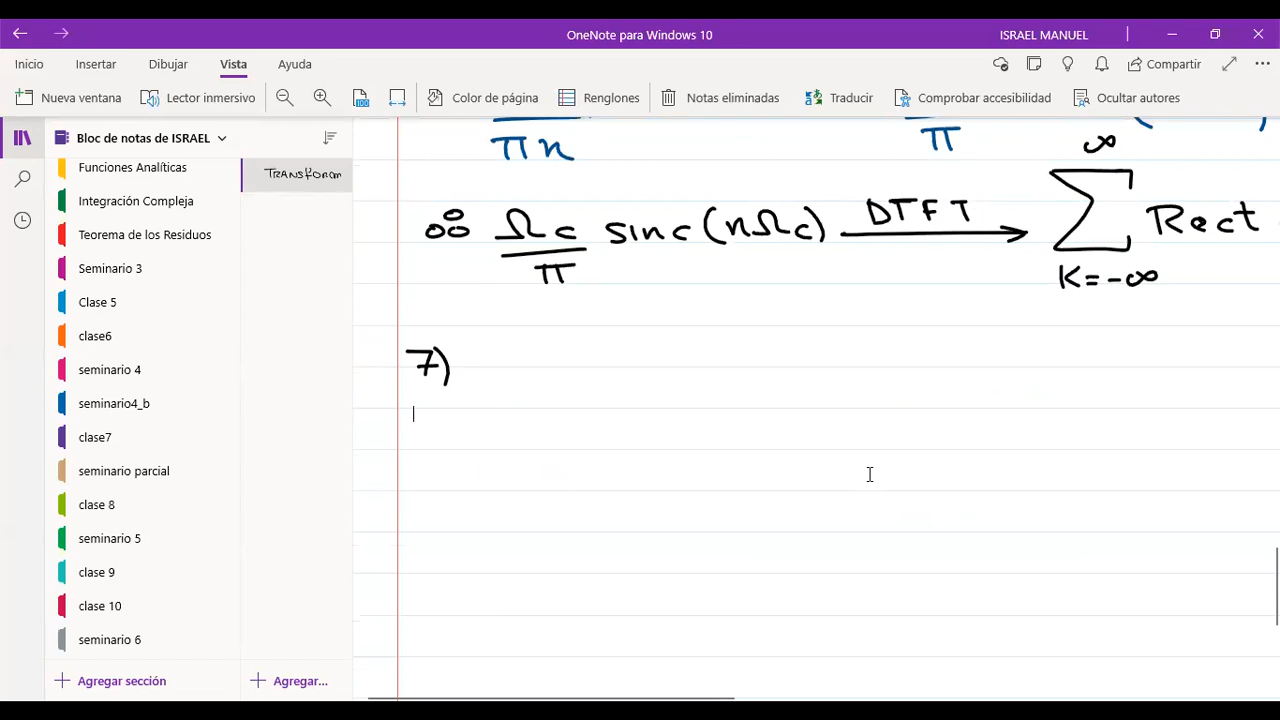 OneNote para Windows 10
ISRAEL MANUEL
Inicio Insertar Dibujar Vista Ayuda Compartir
Nueva ventana Lector inmersivo Color de página Renglones Notas eliminadas Traducir Comprobar accesibilidad Ocultar autores
Bloc de notas de ISRAEL
Funciones Analíticas
Integración Compleja
Teorema de los Residuos
Seminario 3
Clase 5
clase6
seminario 4
seminario4_b
clase7
seminario parcial
clase 8
seminario 5
clase 9
clase 10
seminario 6
Agregar sección
Agregar...
TRANSFORM
πn
π
∴ Ωc/π sinc(nΩc) DTFT → ∞ ∑ K=-∞ Rect
7)